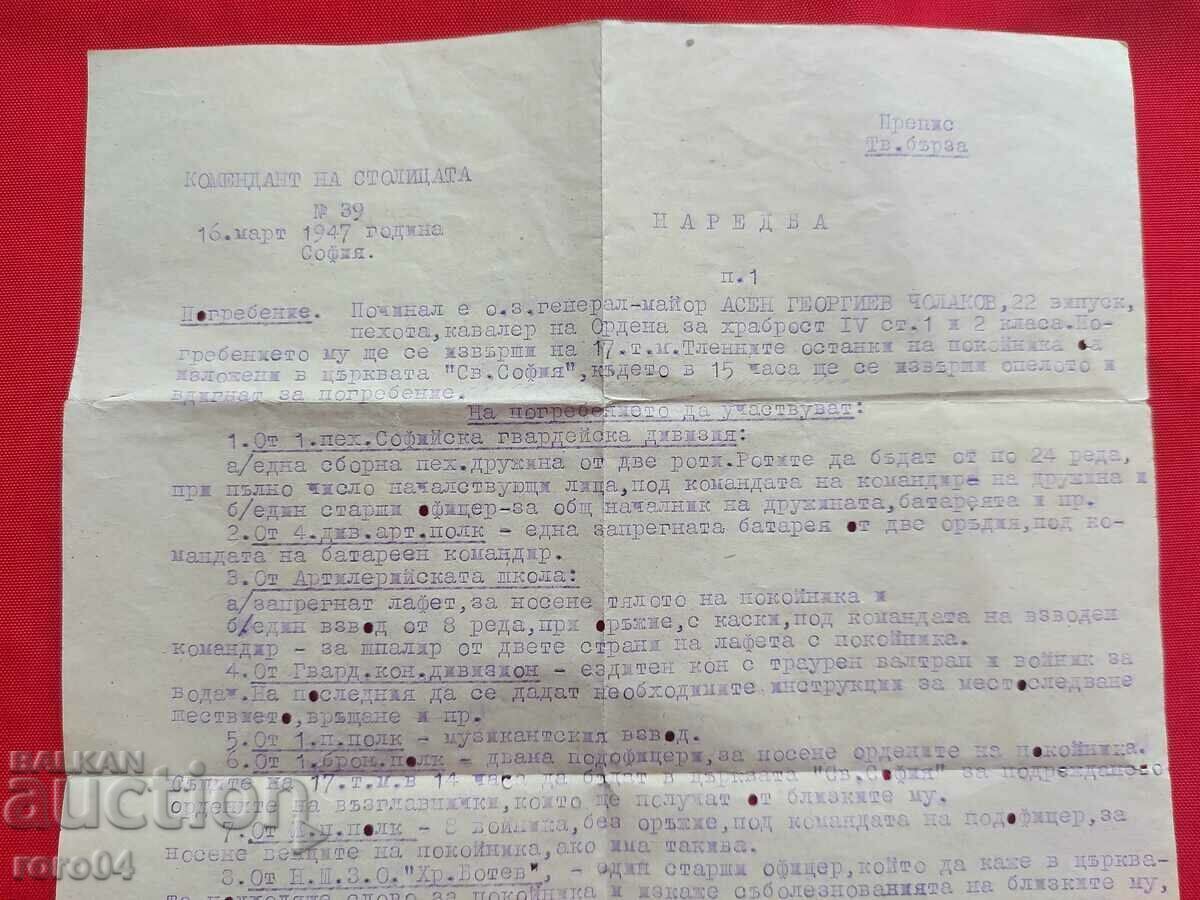 Препис
Тв.бърза
КОМЕНДАНТ НА СТОЛИЦАТА
№ 39
16.март 1947 година
София.
НАРЕДБА
п.1
Погребение. Починал е о.з.генерал-майор АСЕН ГЕОРГИЕВ ЧОЛАКОВ,22 випуск,
пехота,кавалер на Ордена за храброст IV ст.1 и 2 класа.По-
гребението му ще се извърши на 17.т.м.Тленните останки на покойника са
изложени в църквата "Св.София",където в 15 часа ще се извърши опелото и
вдигнат за погребение.
На погребението да участвуват:
1.От 1.пех.Софийска гвардейска дивизия:
а/една сборна пех.дружина от две роти.Ротите да бъдат от по 24 реда,
при пълно число началствующи лица,под командата на командира на дружина и
б/един старши офицер-за общ началник на дружината,батареята и пр.
2.От 4.див.арт.полк - една запрегната батарея от две оръдия,под ко-
мандата на батареен командир.
3.От Артилерийската школа:
а/запрегнат лафет,за носене тялото на покойника и
б/един взвод от 8 реда,при оръжие,с каски,под командата на взводен
командир - за шпалир от двете страни на лафета с покойника.
4.От Гвард.кон.дивизион - ездитен кон с траурен валтрап и войник за
водач.На последния да се дадат необходимите инструкции за местоследване
шествието,връщане и пр.
5.От 1.п.полк - музикантския взвод.
6.От 1.брон.полк - двама подофицери,за носене ордените на покойника.
Същите на 17.т.м.в 14 часа да бъдат в църквата "Св.София" за подреждане
ордените на възглавнички,които ще получат от близките му.
7.От 1.п.полк - 8 войника,без оръжие,под командата на подофицер,за
носене венците на покойника,ако има такива.
8.От Н.Ш.З.О."Хр.Ботев", - един старши офицер,който да каже в църква-
та подходяще слово за покойника и изкаже съболезнованията на близките му,
BALKAN
auction
roro04